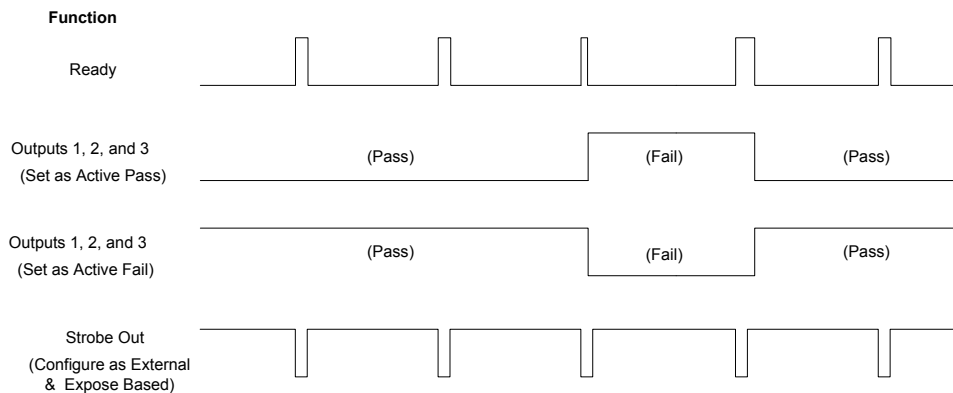 Function
Ready
Outputs 1, 2, and 3
(Set as Active Pass)
(Pass)
(Fail)
(Pass)
Outputs 1, 2, and 3
(Set as Active Fail)
(Pass)
(Fail)
(Pass)
Strobe Out
(Configure as External
& Expose Based)